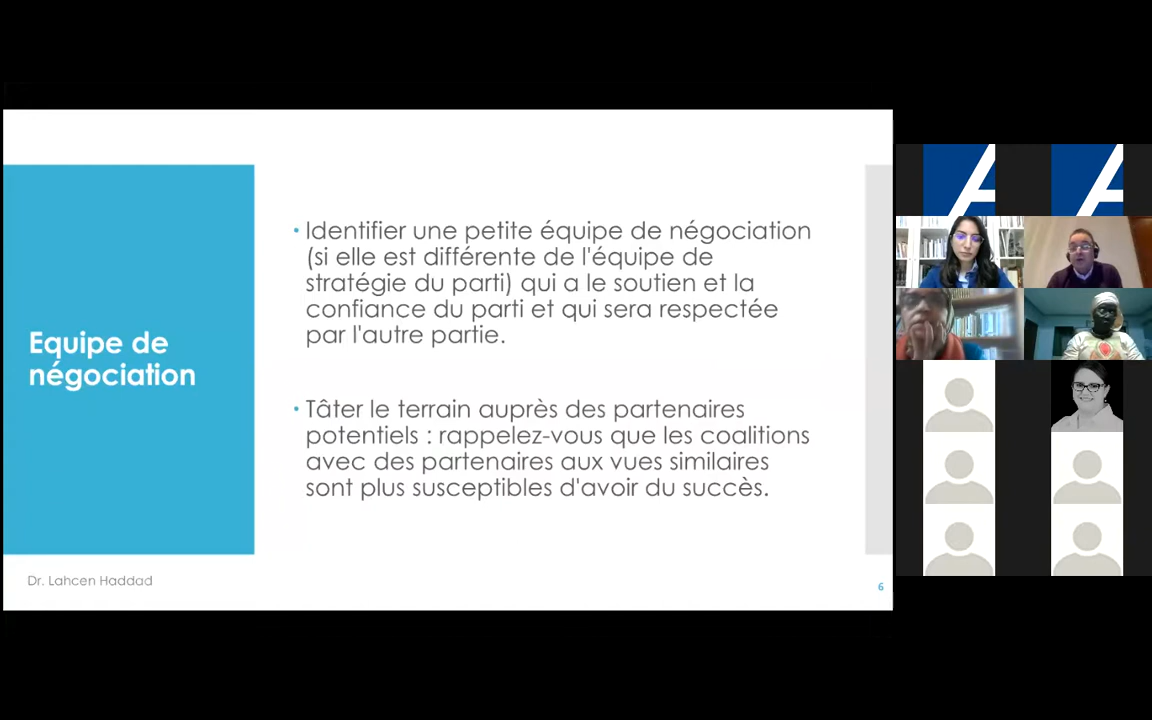 Equipe de
négociation
• Identifier une petite équipe de négociation
(si elle est différente de l'équipe de
stratégie du parti) qui a le soutien et la
confiance du parti et qui sera respectée
par l'autre partie.
• Tâter le terrain auprès des partenaires
potentiels : rappelez-vous que les coalitions
avec des partenaires aux vues similaires
sont plus susceptibles d'avoir du succès.
Dr. Lahcen Haddad
6